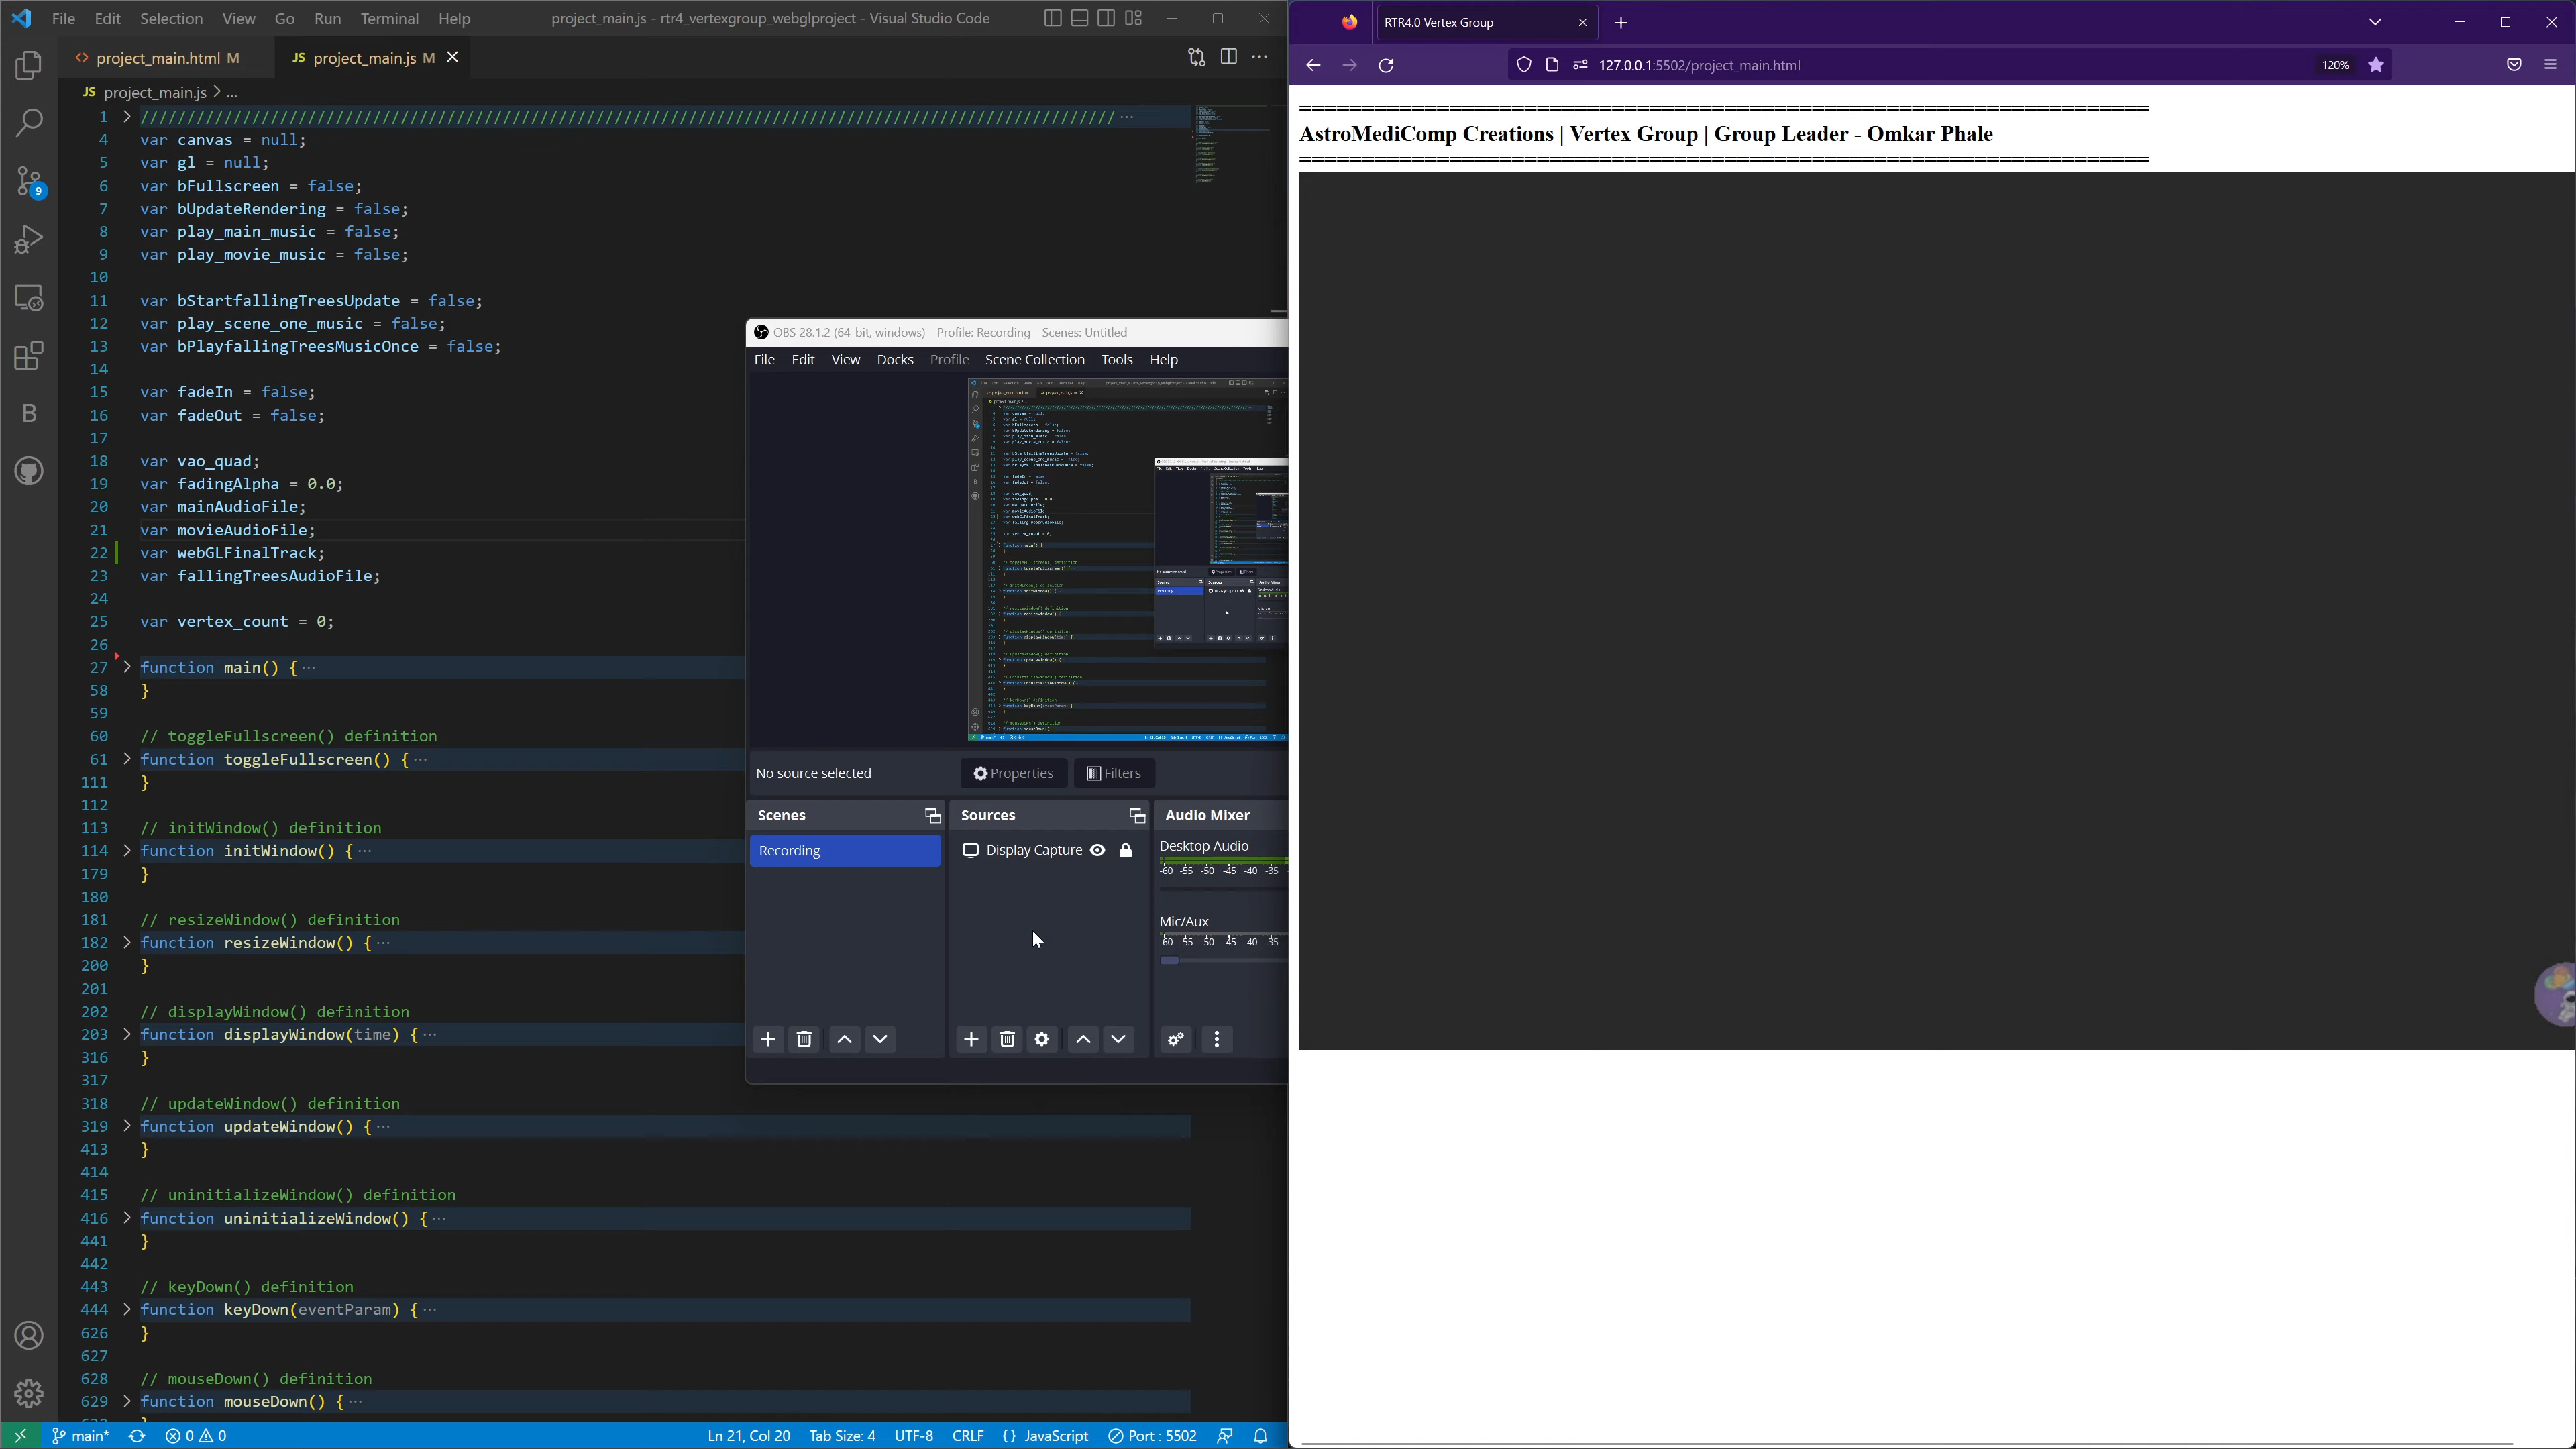 File Edit Selection View Go Run Terminal Help project_main.js - rtr4_vertexgroup_webglproject - Visual Studio Code
<> project_main.html M JS project_main.js M
JS project_main.js > ...
1 //////////////////////////////////////////////////////////////////////////////////////////////////////////
4 var canvas = null;
5 var gl = null;
6 var bFullscreen = false;
7 var bUpdateRendering = false;
8 var play_main_music = false;
9 var play_movie_music = false;
10
11 var bStartfallingTreesUpdate = false;
12 var play_scene_one_music = false;
13 var bPlayfallingTreesMusicOnce = false;
14
15 var fadeIn = false;
16 var fadeOut = false;
17
18 var vao_quad;
19 var fadingAlpha = 0.0;
20 var mainAudioFile;
21 var movieAudioFile;
22 var webGLFinalTrack;
23 var fallingTreesAudioFile;
24
25 var vertex_count = 0;
26
27 function main() { ...
58 }
59
60 // toggleFullscreen() definition
61 function toggleFullscreen() { ...
111 }
112
113 // initWindow() definition
114 function initWindow() { ...
179 }
180
181 // resizeWindow() definition
182 function resizeWindow() { ...
200 }
201
202 // displayWindow() definition
203 function displayWindow(time) { ...
316 }
317
318 // updateWindow() definition
319 function updateWindow() { ...
413 }
414
415 // uninitializeWindow() definition
416 function uninitializeWindow() { ...
441 }
442
443 // keyDown() definition
444 function keyDown(eventParam) { ...
626 }
627
628 // mouseDown() definition
629 function mouseDown() { ...
9
B
main* 0 0 Ln 21, Col 20 Tab Size: 4 UTF-8 CRLF {} JavaScript Port : 5502
OBS 28.1.2 (64-bit, windows) - Profile: Recording - Scenes: Untitled
File Edit View Docks Profile Scene Collection Tools Help
No source selected Properties Filters
Scenes Sources Audio Mixer
Recording Display Capture Desktop Audio
-60 -55 -50 -45 -40 -35
Mic/Aux
-60 -55 -50 -45 -40 -35
RTR4.0 Vertex Group
127.0.0.1:5502/project_main.html 120%
====================================================================
AstroMediComp Creations | Vertex Group | Group Leader - Omkar Phale
====================================================================